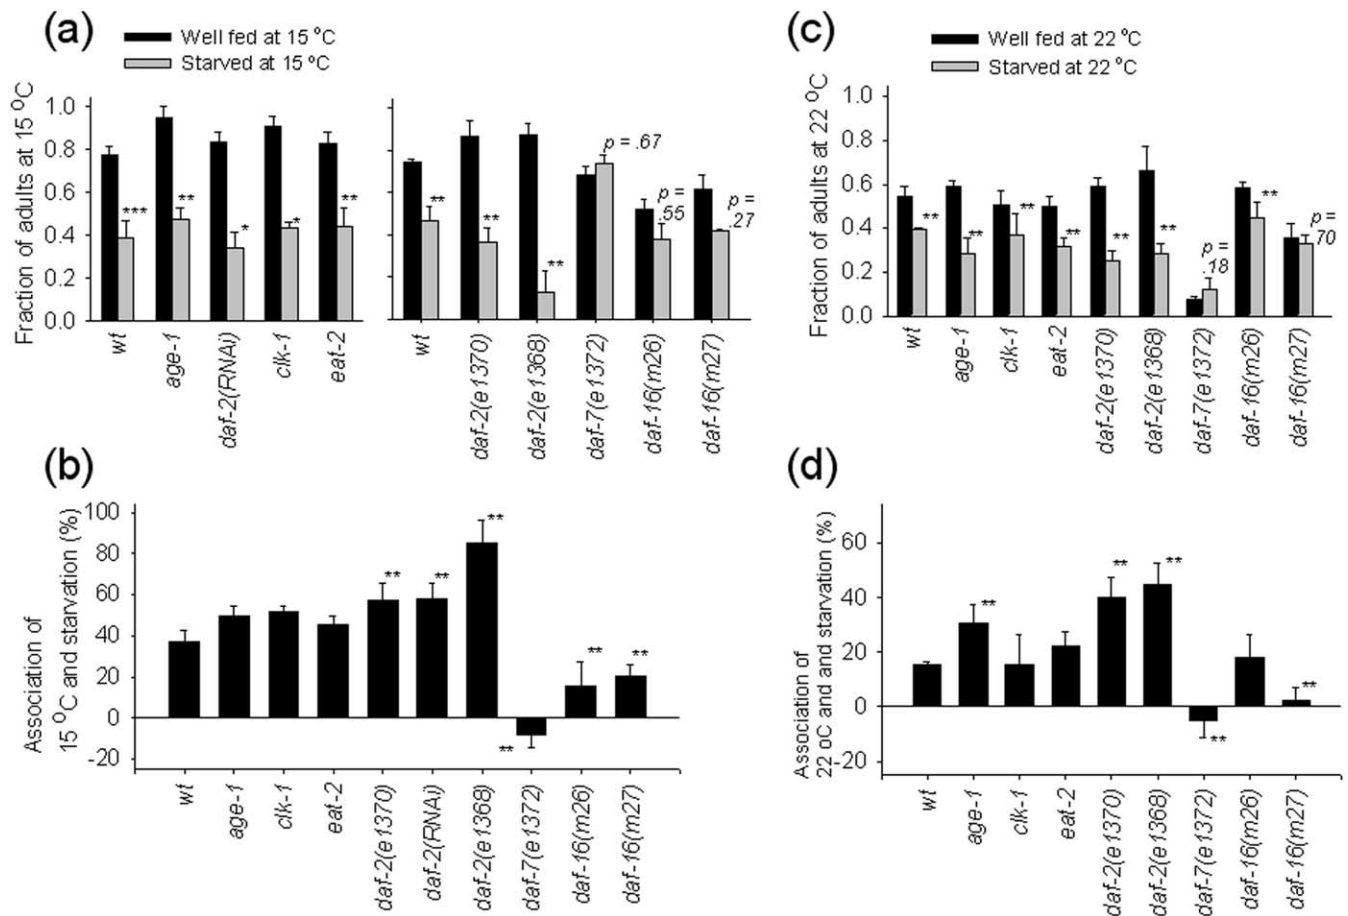 (a)
Well fed at 15 °C
Starved at 15 °C
Fraction of adults at 15 °C
1.0
0.8
0.6
0.4
0.2
0.0
***
**
*
*
**
wt
age-1
daf-2(RNAi)
clk-1
eat-2
**
**
**
p = .67
p =
.55
p =
.27
wt
daf-2(e1370)
daf-2(e1368)
daf-7(e1372)
daf-16(m26)
daf-16(m27)
(c)
Well fed at 22 °C
Starved at 22 °C
Fraction of adults at 22 °C
1.0
0.8
0.6
0.4
0.2
0.0
**
**
**
**
**
**
p =
.18
**
p =
.70
wt
age-1
clk-1
eat-2
daf-2(e1370)
daf-2(e1368)
daf-7(e1372)
daf-16(m26)
daf-16(m27)
(b)
Association of
15 °C and starvation (%)
100
80
60
40
20
0
-20
**
**
**
**
**
**
wt
age-1
clk-1
eat-2
daf-2(e1370)
daf-2(RNAi)
daf-2(e1368)
daf-7(e1372)
daf-16(m26)
daf-16(m27)
(d)
Association of
22 oC and and starvation (%)
60
40
20
0
-20
**
**
**
**
**
wt
age-1
clk-1
eat-2
daf-2(e1370)
daf-2(e1368)
daf-7(e1372)
daf-16(m26)
daf-16(m27)